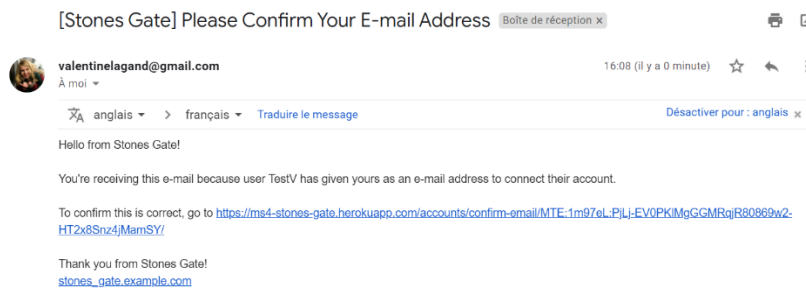 [Stones Gate] Please Confirm Your E-mail Address Boîte de réception x
valentinelagand@gmail.com 16:08 (il y a 0 minute)
À moi
anglais > français Traduire le message Désactiver pour : anglais x
Hello from Stones Gate!
You're receiving this e-mail because user TestV has given yours as an e-mail address to connect their account.
To confirm this is correct, go to https://ms4-stones-gate.herokuapp.com/accounts/confirm-email/MTE:1m97eL:PjLj-EV0PKlMgGGMRqjR80869w2-
HT2x8Snz4jMamSY/
Thank you from Stones Gate!
stones_gate.example.com